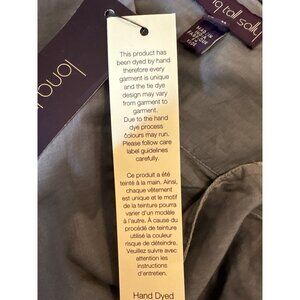 long tall sally
long
MADE IN
This product has
been dyed by hand
therefore every
garment is unique
and the tie dye
design may vary
from garment to
garment.
Due to the hand
dye process
colours may run.
Please follow care
label guidelines
carefully.
Ce produit a été
teinté à la main. Ainsi,
chaque vêtement
est unique et le motif
de la teinture pourra
varier d'un modèle
à l'autre. À cause du
procédé de teinture
utilisé la couleur
risque de déteindre.
Veuillez suivre avec
attention les
instructions
d'entretien.
Hand Dyed